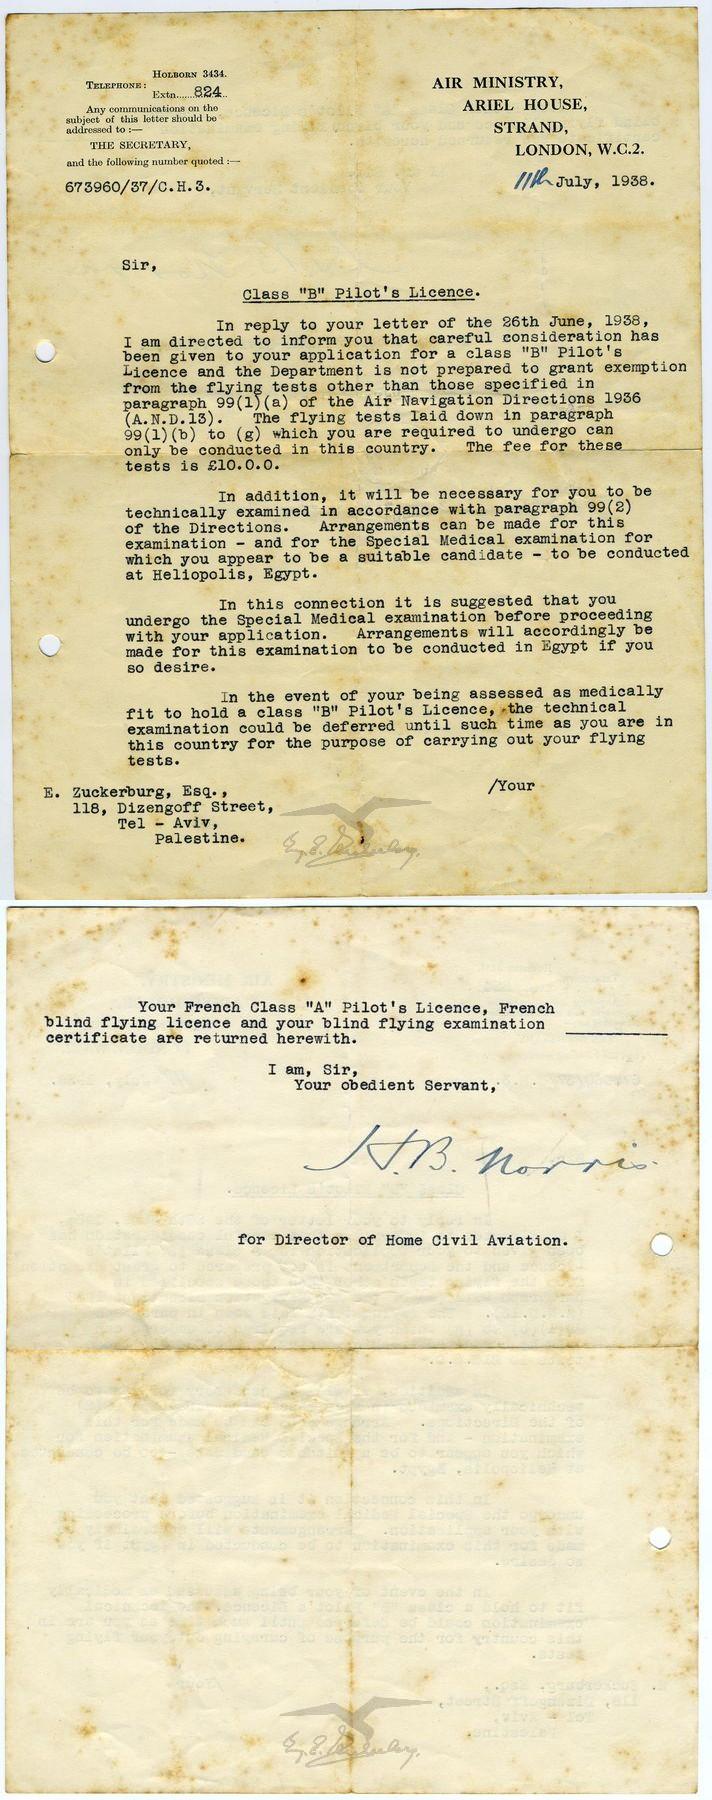 HOLBORN 3434.
TELEPHONE:
Extn......824..
Any communications on the
subject of this letter should be
addressed to :—
THE SECRETARY,
and the following number quoted :—
673960/37/C.H.3.
AIR MINISTRY,
ARIEL HOUSE,
STRAND,
LONDON, W.C.2.
11th July, 1938.
Sir,
Class "B" Pilot's Licence.
In reply to your letter of the 26th June, 1938,
I am directed to inform you that careful consideration has
been given to your application for a class "B" Pilot's
Licence and the Department is not prepared to grant exemption
from the flying tests other than those specified in
paragraph 99(1)(a) of the Air Navigation Directions 1936
(A.N.D.13). The flying tests laid down in paragraph
99(1)(b) to (g) which you are required to undergo can
only be conducted in this country. The fee for these
tests is £10.0.0.
In addition, it will be necessary for you to be
technically examined in accordance with paragraph 99(2)
of the Directions. Arrangements can be made for this
examination - and for the Special Medical examination for
which you appear to be a suitable candidate - to be conducted
at Heliopolis, Egypt.
In this connection it is suggested that you
undergo the Special Medical examination before proceeding
with your application. Arrangements will accordingly be
made for this examination to be conducted in Egypt if you
so desire.
In the event of your being assessed as medically
fit to hold a class "B" Pilot's Licence, the technical
examination could be deferred until such time as you are in
this country for the purpose of carrying out your flying
tests.
/Your
E. Zuckerburg, Esq.,
118, Dizengoff Street,
Tel - Aviv,
Palestine.
Your French Class "A" Pilot's Licence, French
blind flying licence and your blind flying examination
certificate are returned herewith.
I am, Sir,
Your obedient Servant,
H.B. Norris
for Director of Home Civil Aviation.